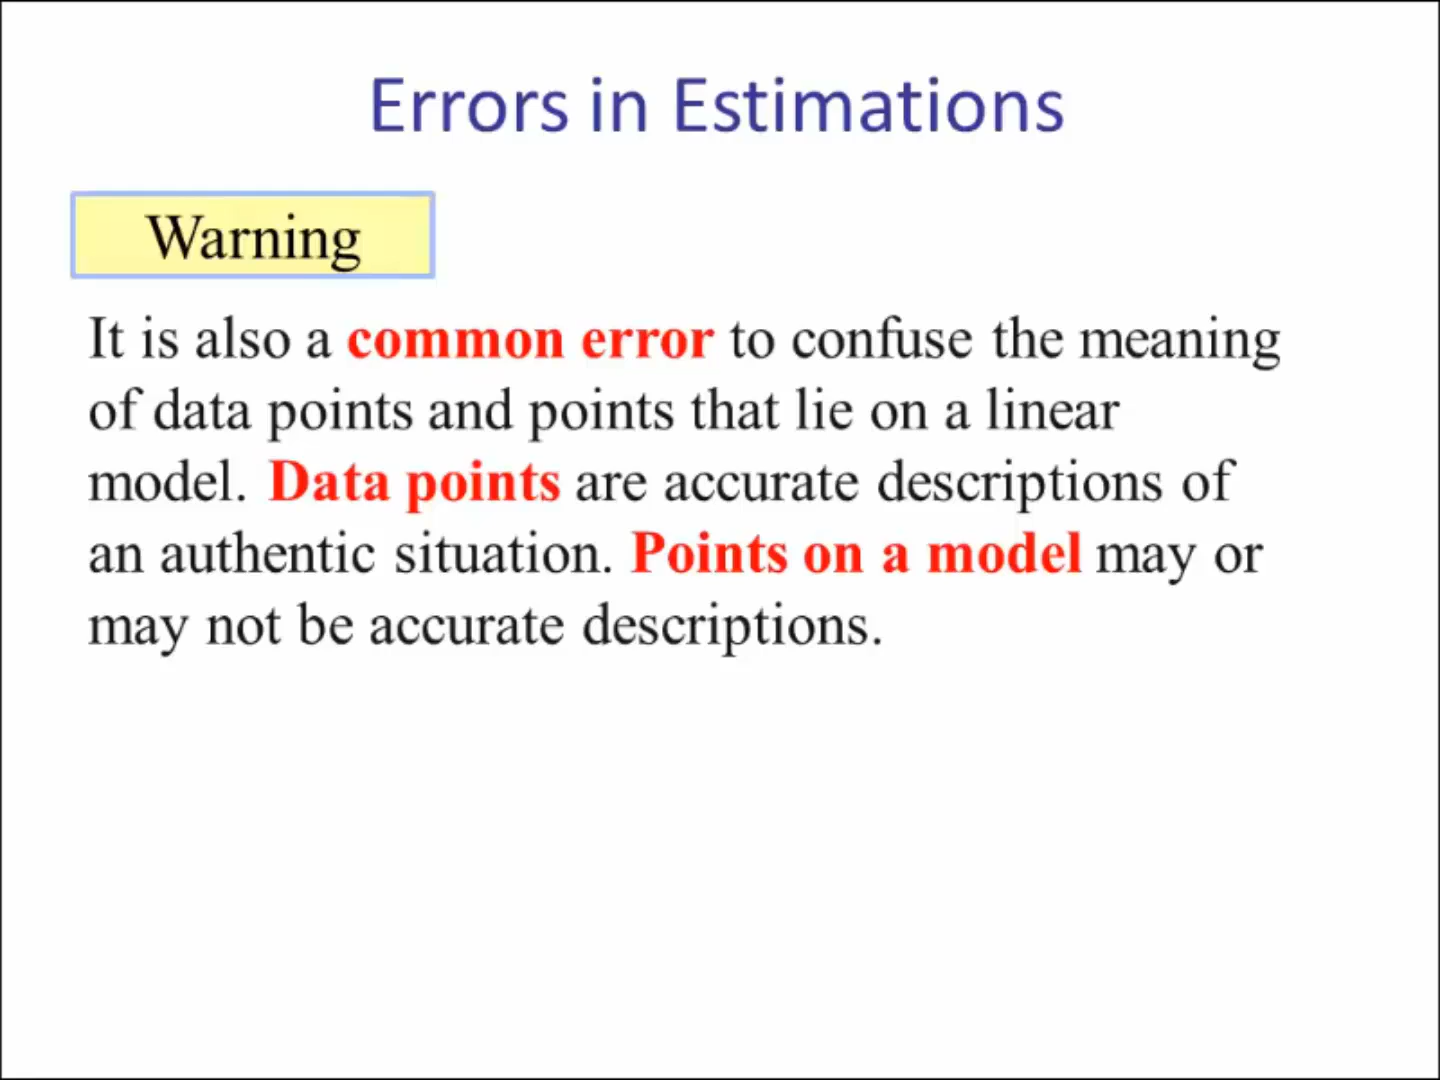 Errors in Estimations
Warning
It is also a common error to confuse the meaning
of data points and points that lie on a linear
model. Data points are accurate descriptions of
an authentic situation. Points on a model may or
may not be accurate descriptions.